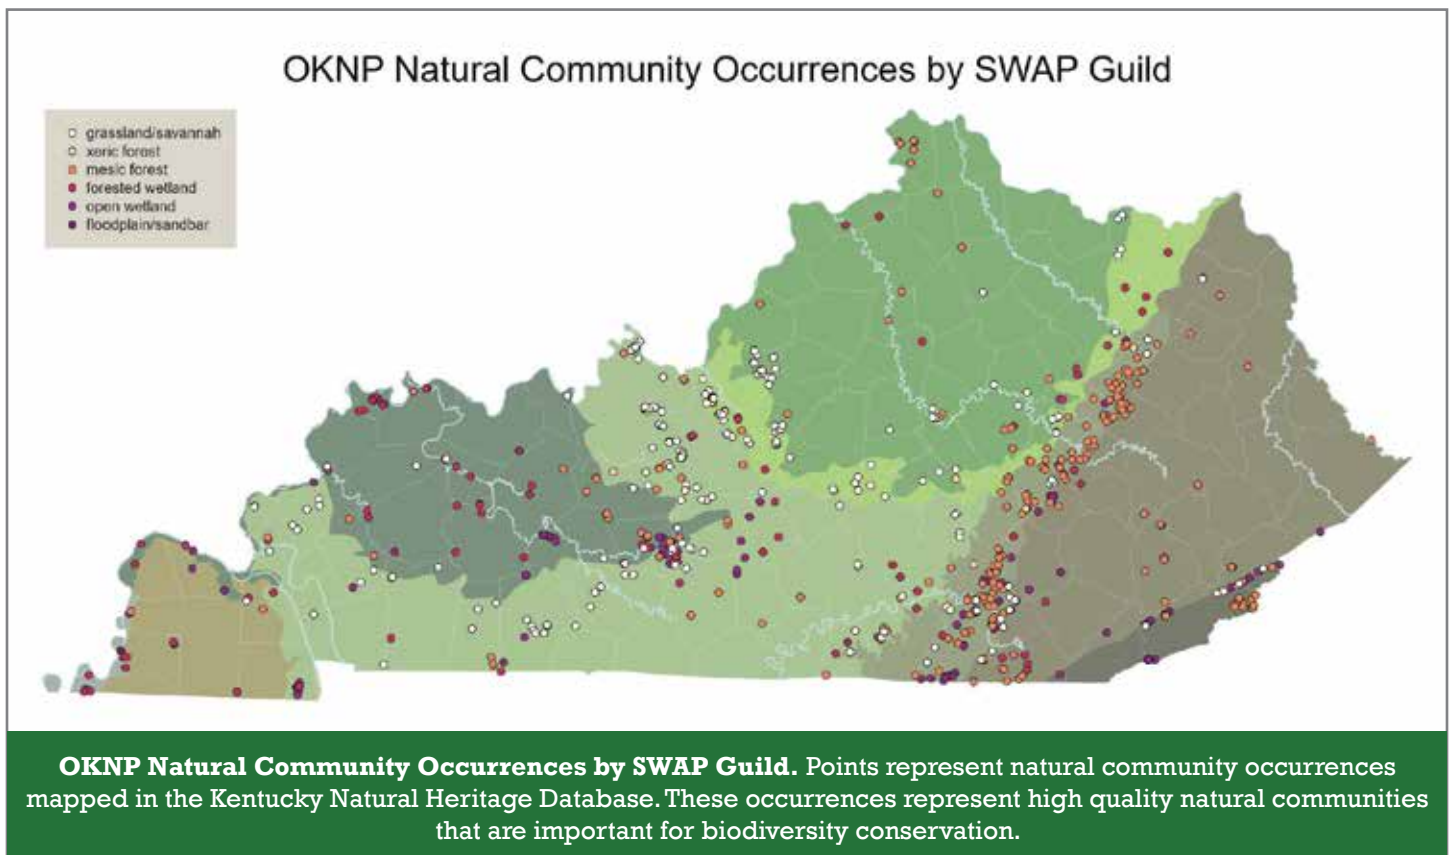 OKNP Natural Community Occurrences by SWAP Guild
grassland/savannah
xeric forest
mesic forest
forested wetland
open wetland
floodplain/sandbar
OKNP Natural Community Occurrences by SWAP Guild. Points represent natural community occurrences
mapped in the Kentucky Natural Heritage Database. These occurrences represent high quality natural communities
that are important for biodiversity conservation.